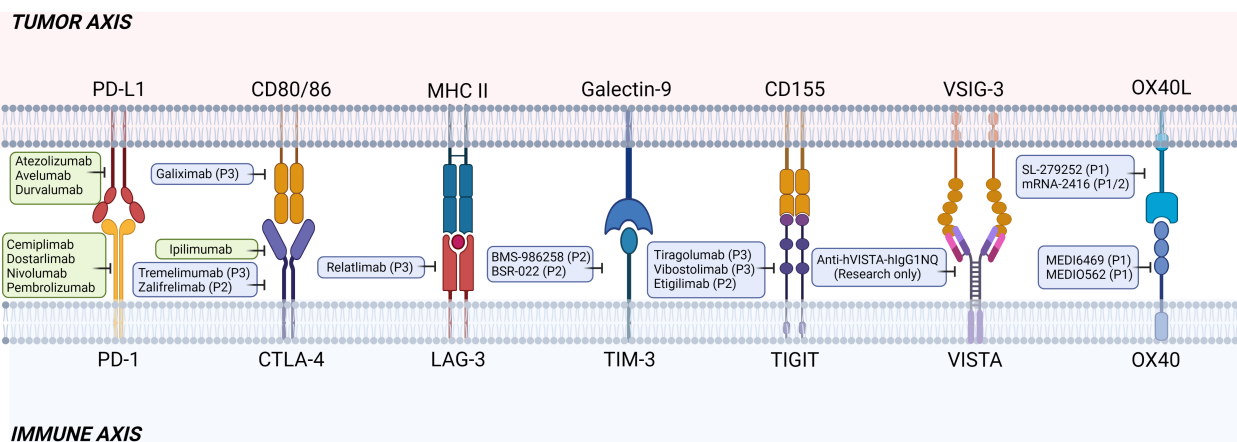 TUMOR AXIS
PD-L1
CD80/86
MHC II
Galectin-9
CD155
VSIG-3
OX40L
Atezolizumab
Avelumab
Durvalumab
Galiximab (P3)
SL-279252 (P1)
mRNA-2416 (P1/2)
Cemiplimab
Dostarlimab
Nivolumab
Pembrolizumab
Ipilimumab
Tremelimumab (P3)
Zalifrelimab (P2)
Relatlimab (P3)
BMS-986258 (P2)
BSR-022 (P2)
Tiragolumab (P3)
Vibostolimab (P3)
Etigilimab (P2)
Anti-hVISTA-hIgG1NQ
(Research only)
MEDI6469 (P1)
MEDIO562 (P1)
PD-1
CTLA-4
LAG-3
TIM-3
TIGIT
VISTA
OX40
IMMUNE AXIS